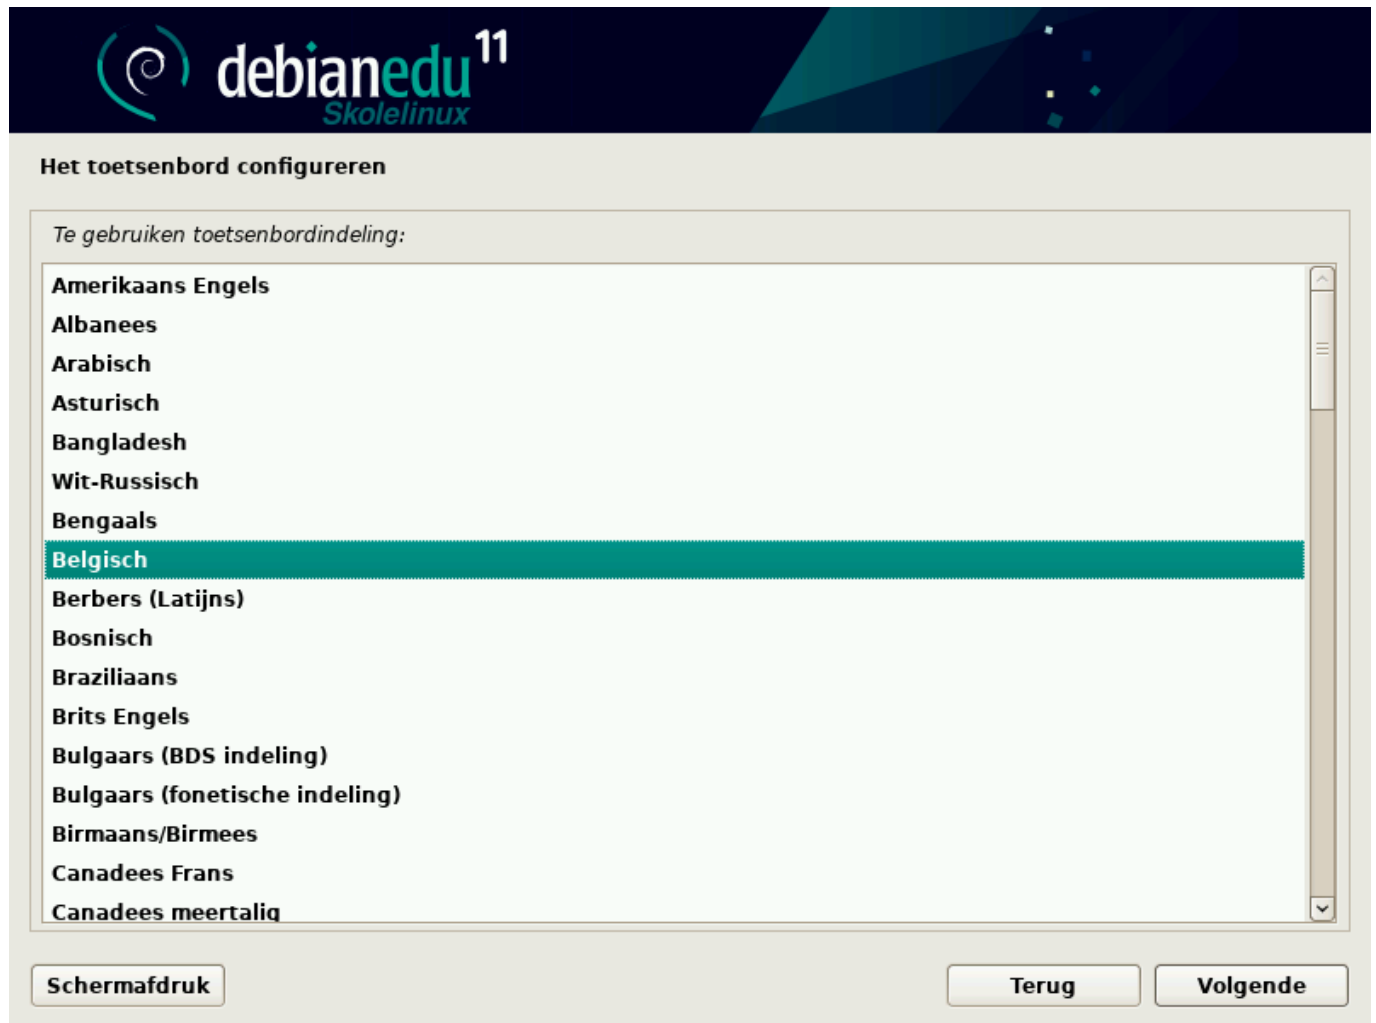 debianedu 11
Skolelinux
Het toetsenbord configureren
Te gebruiken toetsenbordindeling:
Amerikaans Engels
Albanees
Arabisch
Asturisch
Bangladesh
Wit-Russisch
Bengaals
Belgisch
Berbers (Latijns)
Bosnisch
Braziliaans
Brits Engels
Bulgaars (BDS indeling)
Bulgaars (fonetische indeling)
Birmaans/Birmees
Canadees Frans
Canadees meertalig
Schermafdruk Terug Volgende